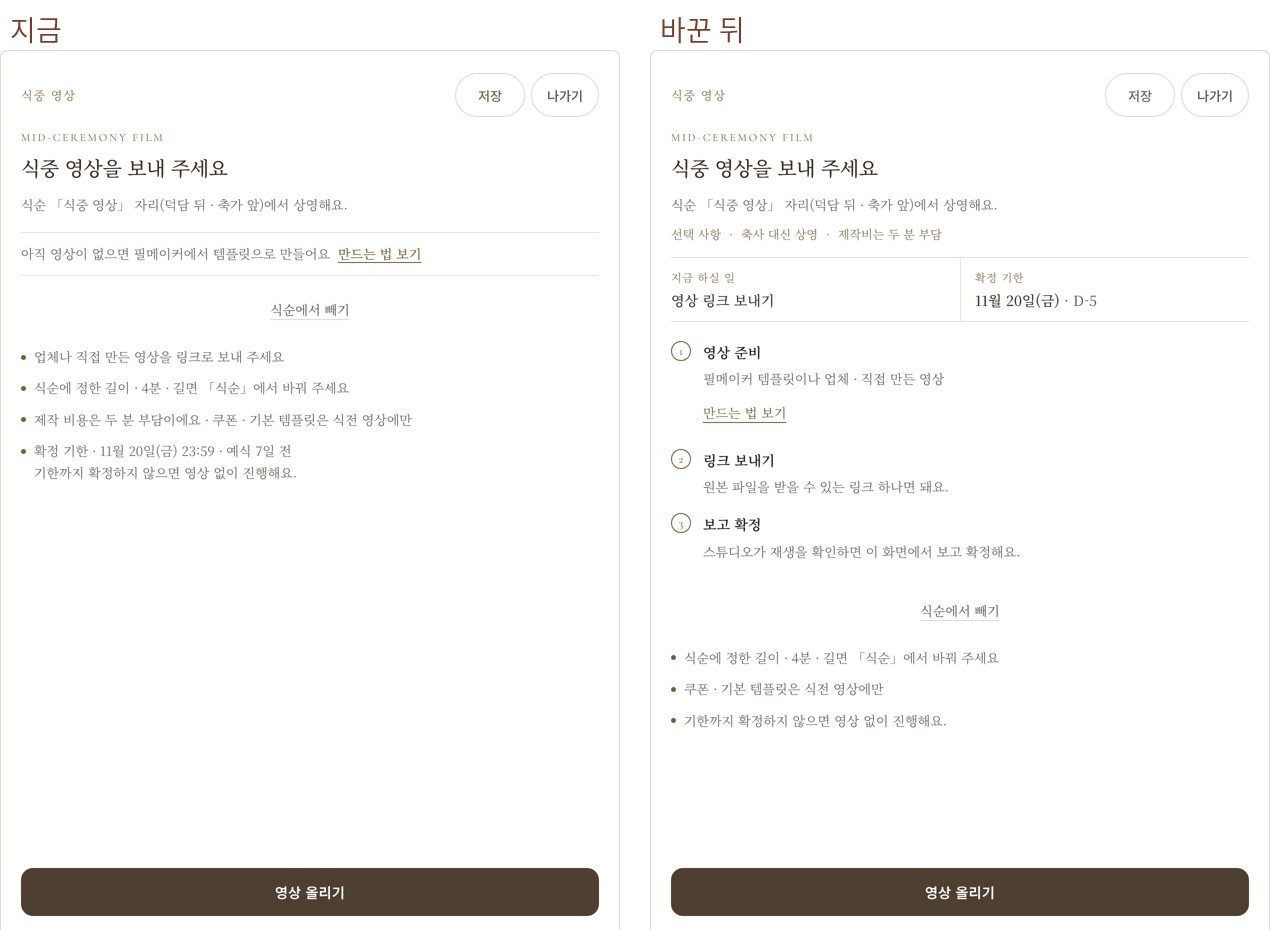 지금
식중 영상
저장
나가기
MID-CEREMONY FILM
식중 영상을 보내 주세요
식순 「식중 영상」 자리(덕담 뒤 · 축가 앞)에서 상영해요.
아직 영상이 없으면 필메이커에서 템플릿으로 만들어요 만드는 법 보기
식순에서 빼기
• 업체나 직접 만든 영상을 링크로 보내 주세요
• 식순에 정한 길이 · 4분 · 길면 「식순」에서 바꿔 주세요
• 제작 비용은 두 분 부담이에요 · 쿠폰 · 기본 템플릿은 식전 영상에만
• 확정 기한 · 11월 20일(금) 23:59 · 예식 7일 전
기한까지 확정하지 않으면 영상 없이 진행해요.
영상 올리기
바꾼 뒤
식중 영상
저장
나가기
MID-CEREMONY FILM
식중 영상을 보내 주세요
식순 「식중 영상」 자리(덕담 뒤 · 축가 앞)에서 상영해요.
선택 사항 · 축사 대신 상영 · 제작비는 두 분 부담
지금 하실 일
영상 링크 보내기
확정 기한
11월 20일(금) · D-5
1 영상 준비
필메이커 템플릿이나 업체 · 직접 만든 영상
만드는 법 보기
2 링크 보내기
원본 파일을 받을 수 있는 링크 하나면 돼요.
3 보고 확정
스튜디오가 재생을 확인하면 이 화면에서 보고 확정해요.
식순에서 빼기
• 식순에 정한 길이 · 4분 · 길면 「식순」에서 바꿔 주세요
• 쿠폰 · 기본 템플릿은 식전 영상에만
• 기한까지 확정하지 않으면 영상 없이 진행해요.
영상 올리기